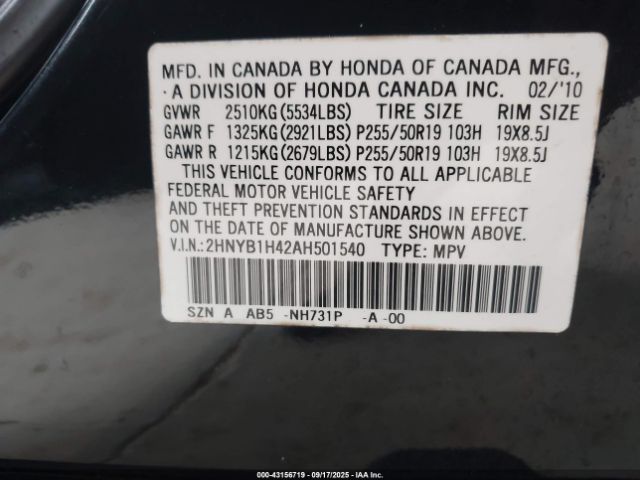 MFD. IN CANADA BY HONDA OF CANADA MFG.,
A DIVISION OF HONDA CANADA INC. 02/'10
GVWR 2510KG(5534LBS) TIRE SIZE RIM SIZE
GAWR F 1325KG(2921LBS) P255/50R19 103H 19X8.5J
GAWR R 1215KG(2679LBS) P255/50R19 103H 19X8.5J
THIS VEHICLE CONFORMS TO ALL APPLICABLE
FEDERAL MOTOR VEHICLE SAFETY
AND THEFT PREVENTION STANDARDS IN EFFECT ON
THE DATE OF MANUFACTURE SHOWN ABOVE.
V.I.N.:2HNYB1H42AH501540 TYPE: MPV
SZN A AB5 -NH731P -A -00
000-43156719 - 09/17/2025 - COPYRIGHT IAA, LLC.